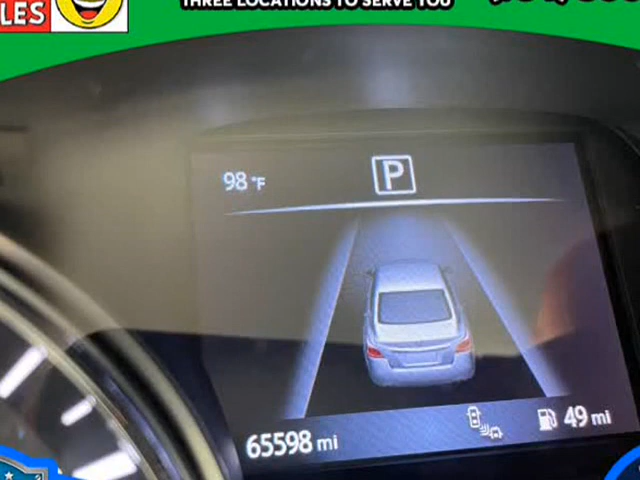 LES
THREE LOCATIONS TO SERVE YOU
98 °F
P
65598 mi
49 mi